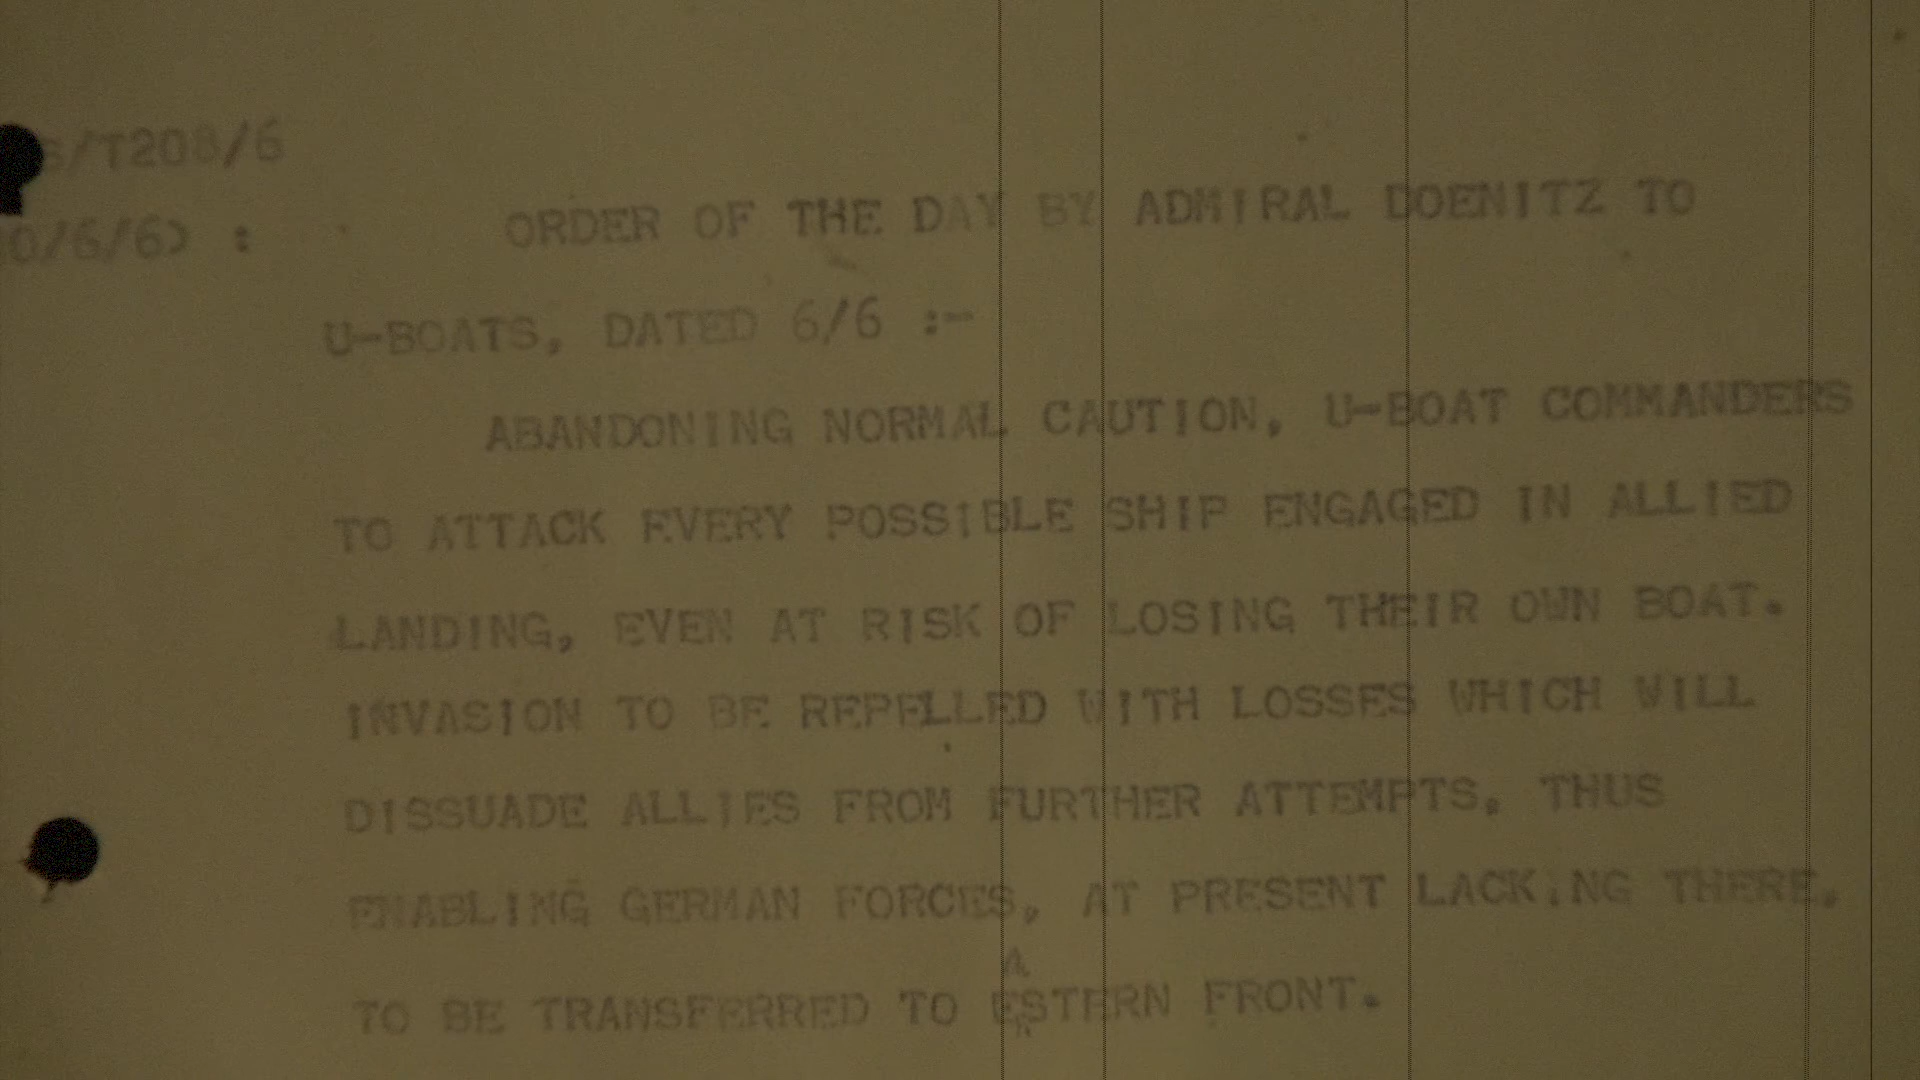 S/T208/6
0/6/6) : ORDER OF THE DAY BY ADMIRAL DOENITZ TO
U-BOATS, DATED 6/6 :-
ABANDONING NORMAL CAUTION, U-BOAT COMMANDERS
TO ATTACK EVERY POSSIBLE SHIP ENGAGED IN ALLIED
LANDING, EVEN AT RISK OF LOSING THEIR OWN BOAT.
INVASION TO BE REPELLED WITH LOSSES WHICH WILL
DISSUADE ALLIES FROM FURTHER ATTEMPTS, THUS
ENABLING GERMAN FORCES, AT PRESENT LACKING THERE,
A
TO BE TRANSFERRED TO ESTERN FRONT.